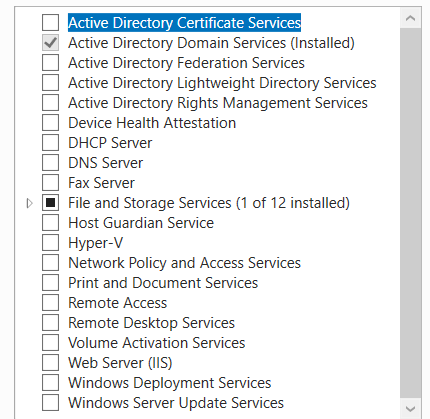 Active Directory Certificate Services
Active Directory Domain Services (Installed)
Active Directory Federation Services
Active Directory Lightweight Directory Services
Active Directory Rights Management Services
Device Health Attestation
DHCP Server
DNS Server
Fax Server
File and Storage Services (1 of 12 installed)
Host Guardian Service
Hyper-V
Network Policy and Access Services
Print and Document Services
Remote Access
Remote Desktop Services
Volume Activation Services
Web Server (IIS)
Windows Deployment Services
Windows Server Update Services